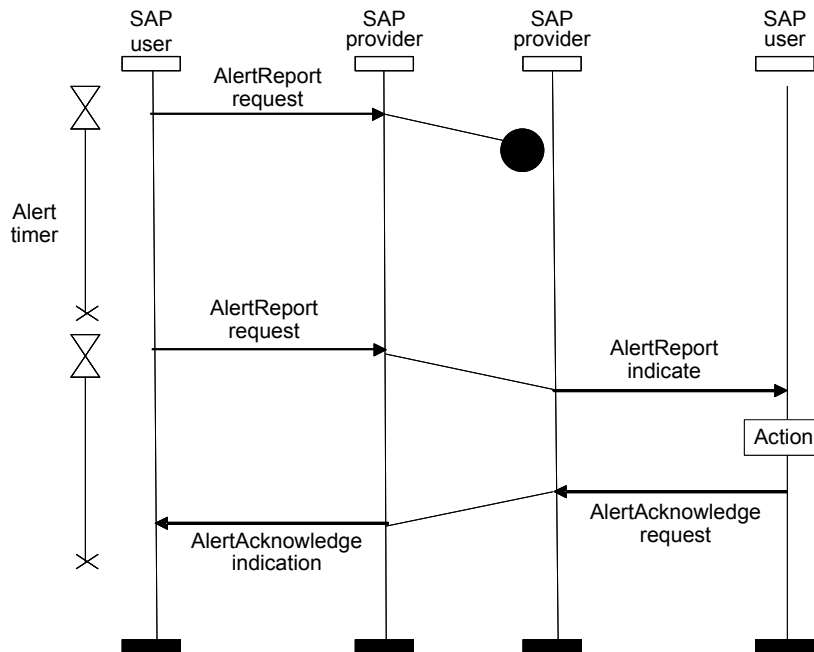 SAP
user
SAP
provider
SAP
provider
SAP
user
AlertReport
request
Alert
timer
AlertReport
request
AlertReport
indicate
Action
AlertAcknowledge
request
AlertAcknowledge
indication